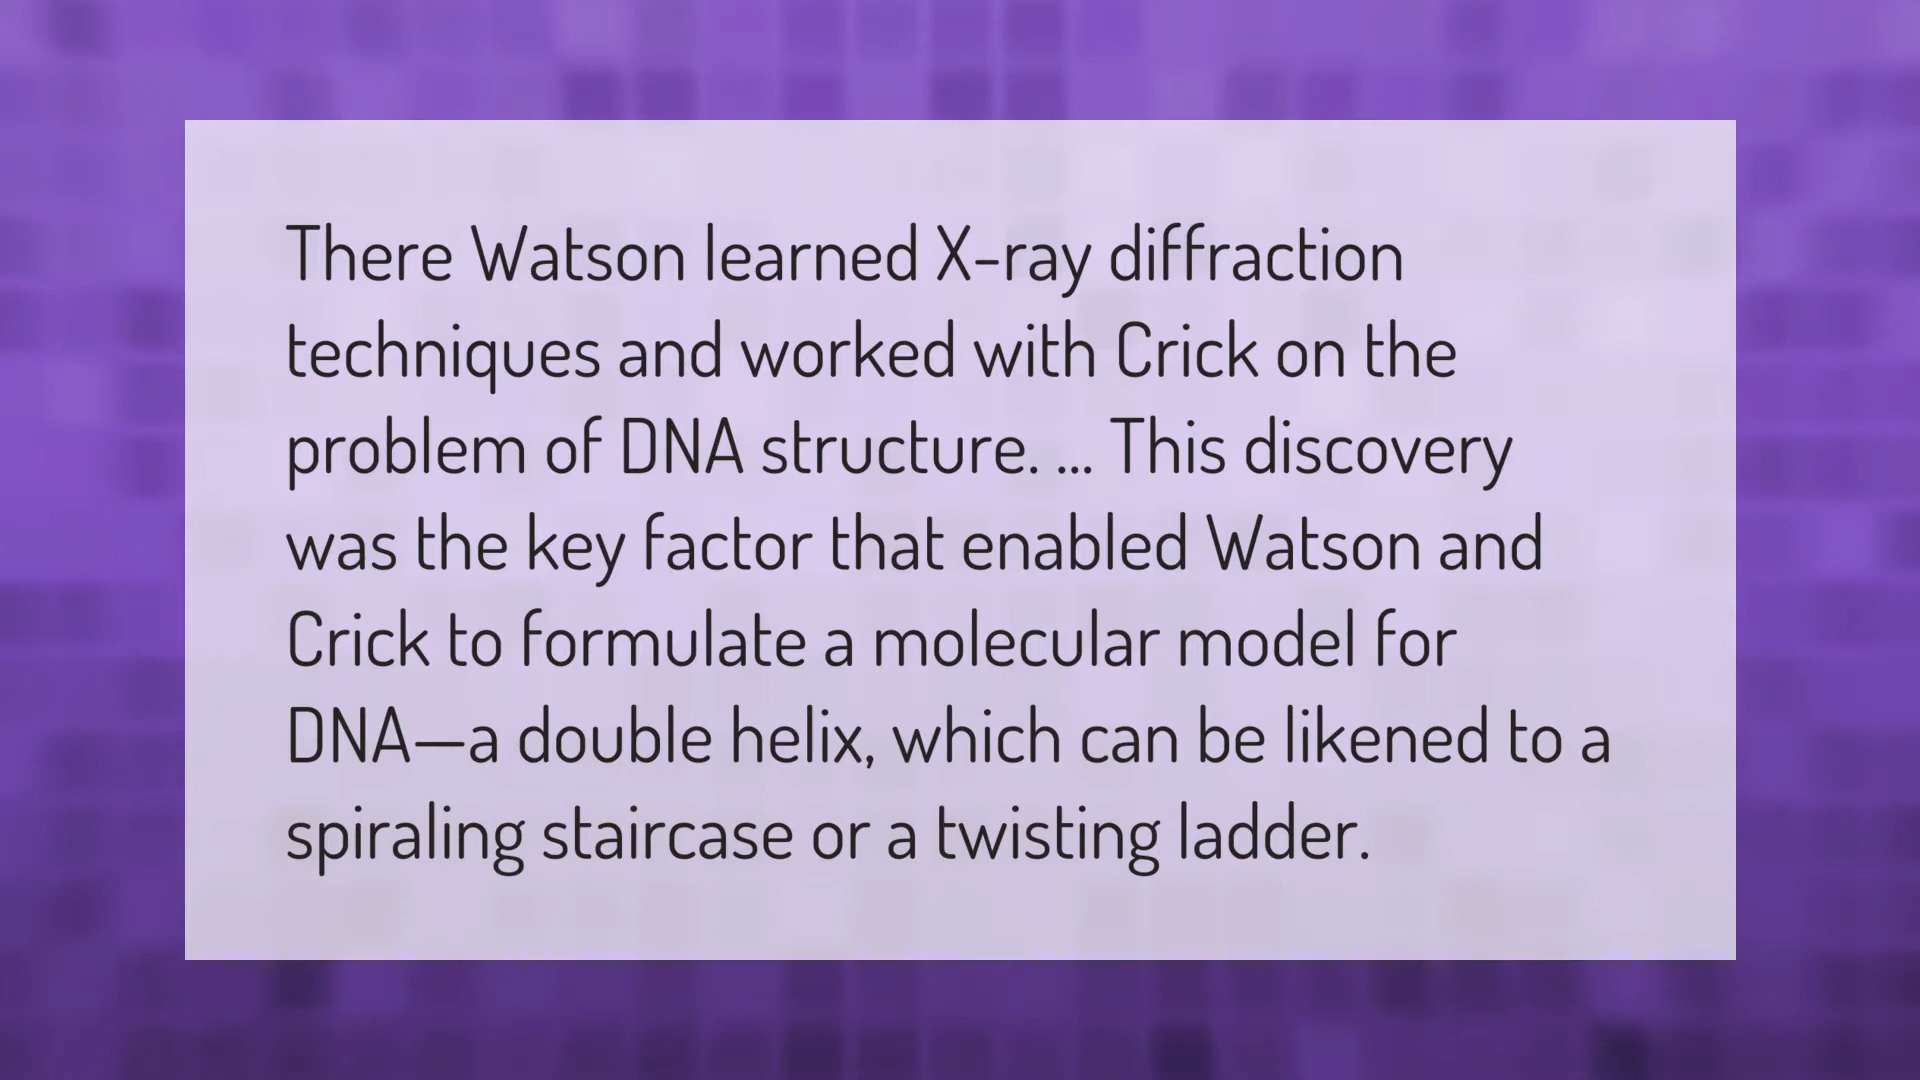 There Watson learned X-ray diffraction
techniques and worked with Crick on the
problem of DNA structure. ... This discovery
was the key factor that enabled Watson and
Crick to formulate a molecular model for
DNA—a double helix, which can be likened to a
spiraling staircase or a twisting ladder.